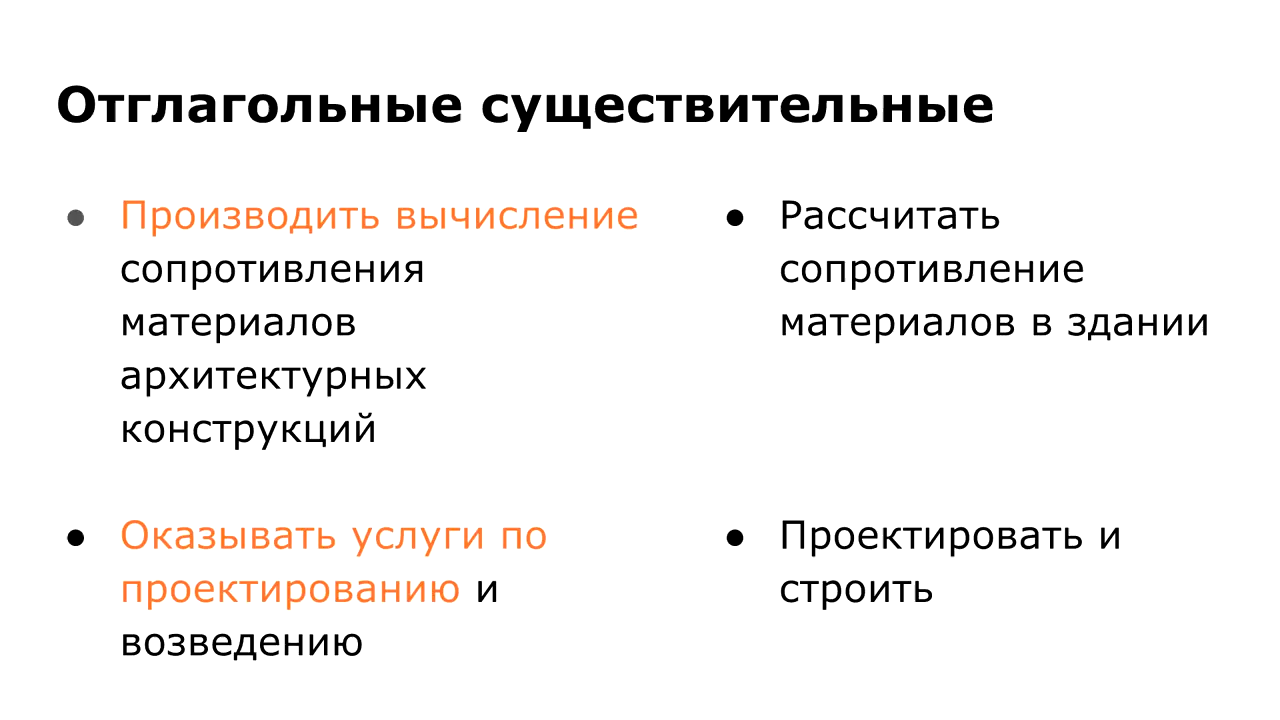 Отглагольные существительные
● Производить вычисление
сопротивления
материалов
архитектурных
конструкций
● Оказывать услуги по
проектированию и
возведению
● Рассчитать
сопротивление
материалов в здании
● Проектировать и
строить